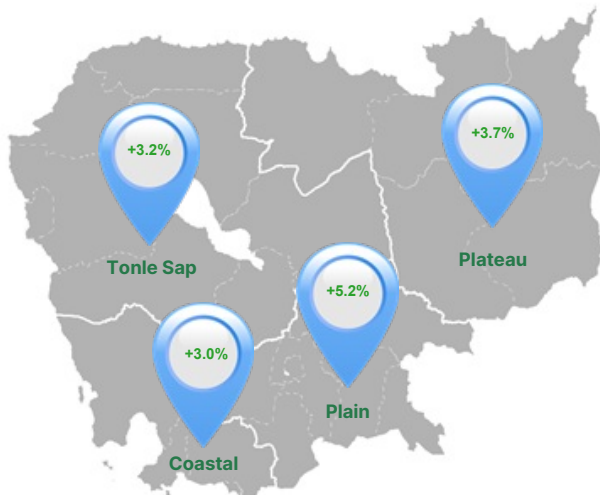 +3.7%
+3.2%
Plateau
Tonle Sap
+5.2%
+3.0%
Plain
Coastal